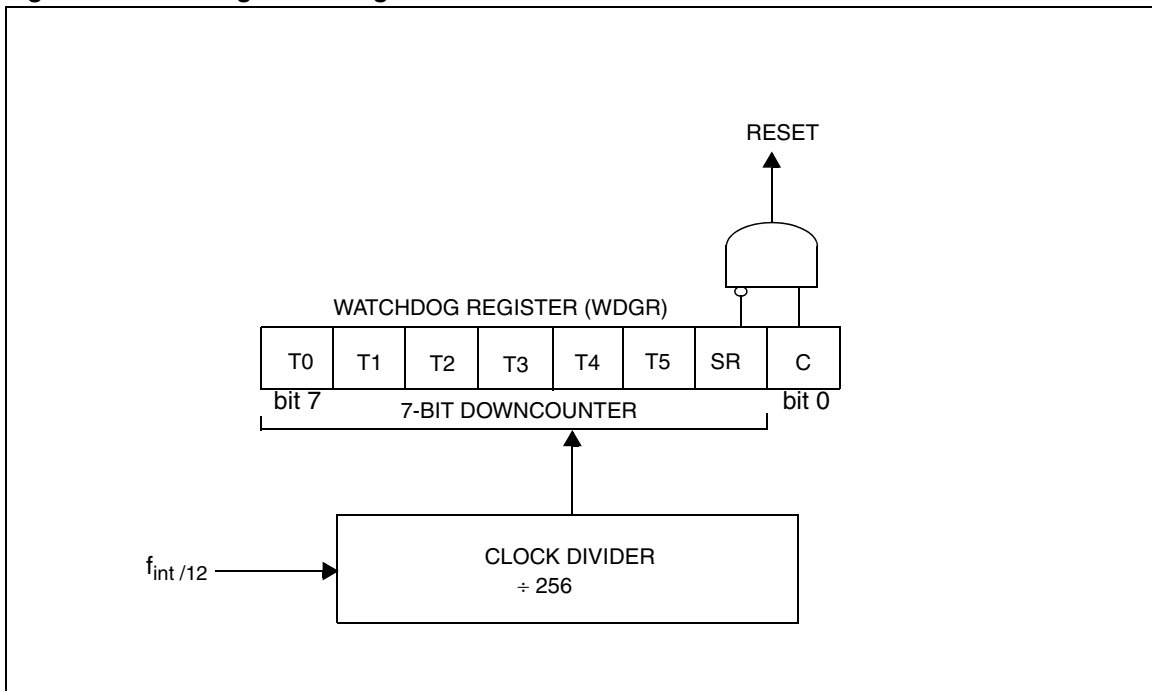 RESET
WATCHDOG REGISTER (WDGR)
T0 T1 T2 T3 T4 T5 SR C
bit 7 7-BIT DOWNCOUNTER bit 0
fint /12
CLOCK DIVIDER
÷ 256